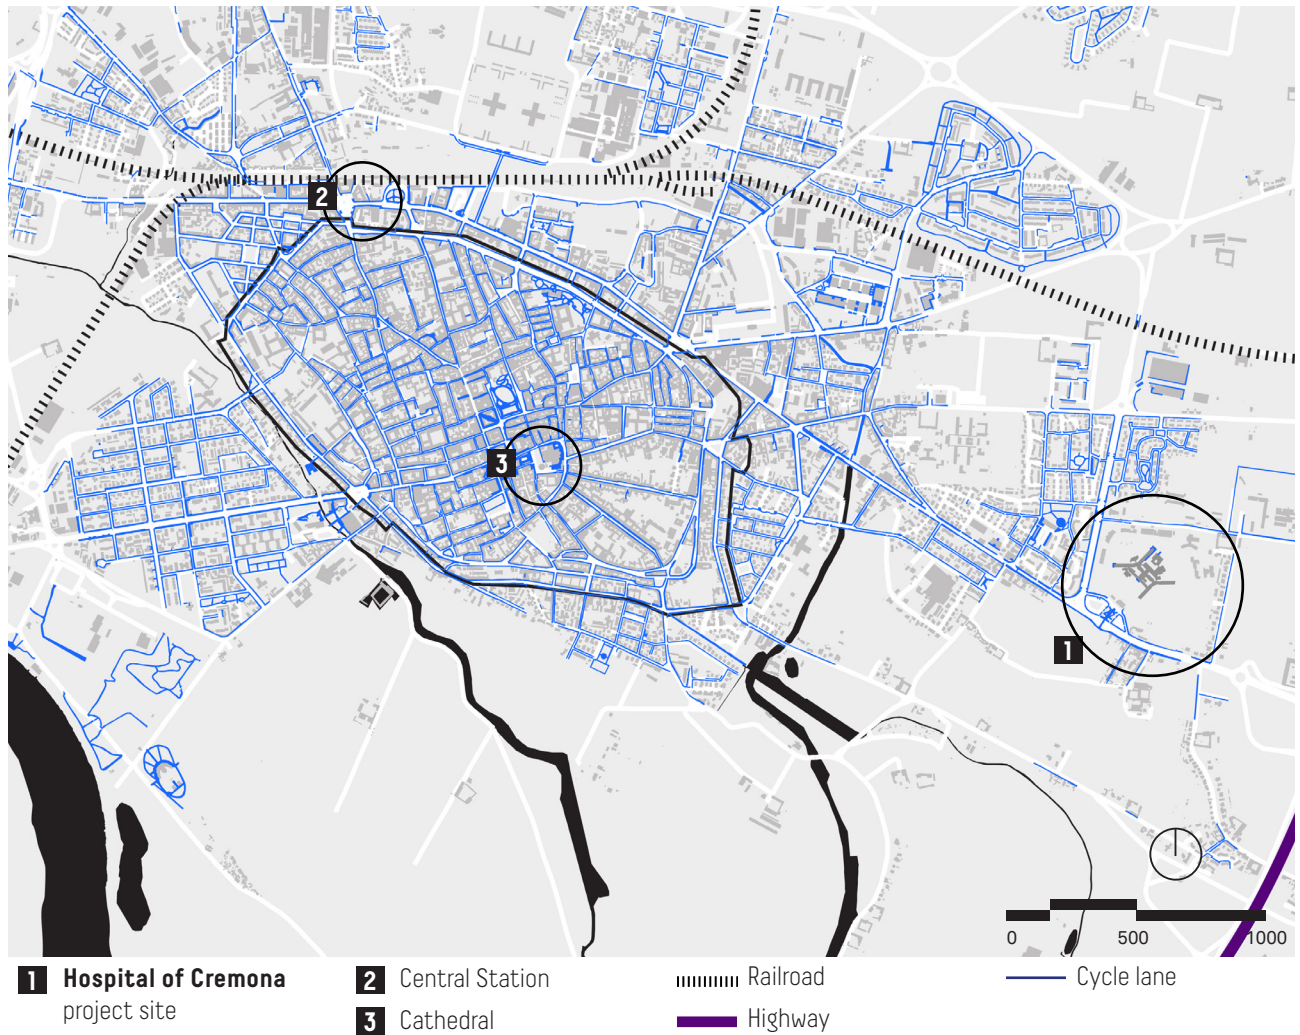 2
3
1
0 500 1000
1 Hospital of Cremona
project site
2 Central Station
3 Cathedral
Railroad
Highway
Cycle lane